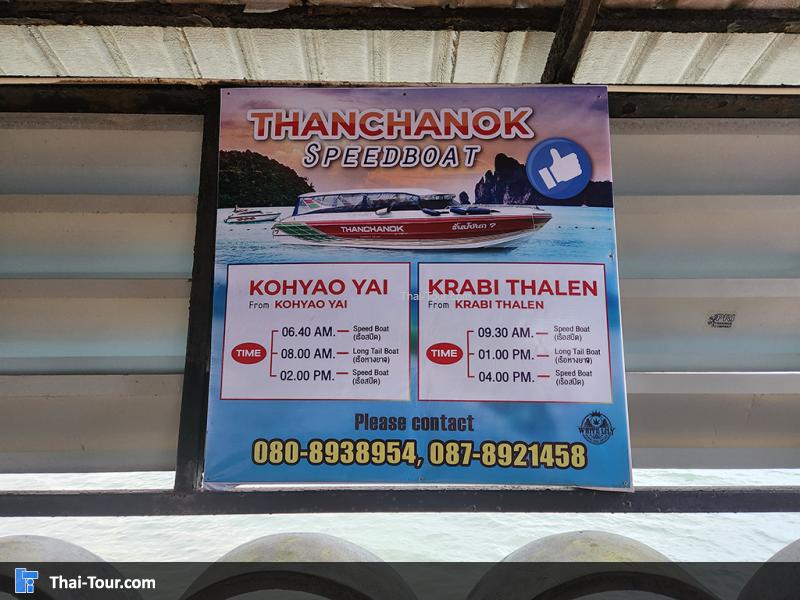 THANCHANOK
SPEEDBOAT
THANCHANOK
KOHYAO YAI
From KOHYAO YAI
TIME
06.40 AM. Speed Boat
(เรือสปีด)
08.00 AM. Long Tail Boat
(เรือหางยาง)
02.00 PM. Speed Boat
(เรือสปีด)
KRABI THALEN
From KRABI THALEN
TIME
09.30 AM. Speed Boat
(เรือสปีด)
01.00 PM. Long Tail Boat
(เรือหางยาง)
04.00 PM. Speed Boat
(เรือสปีด)
Please contact
080-8938954, 087-8921458
Thai-Tour.com